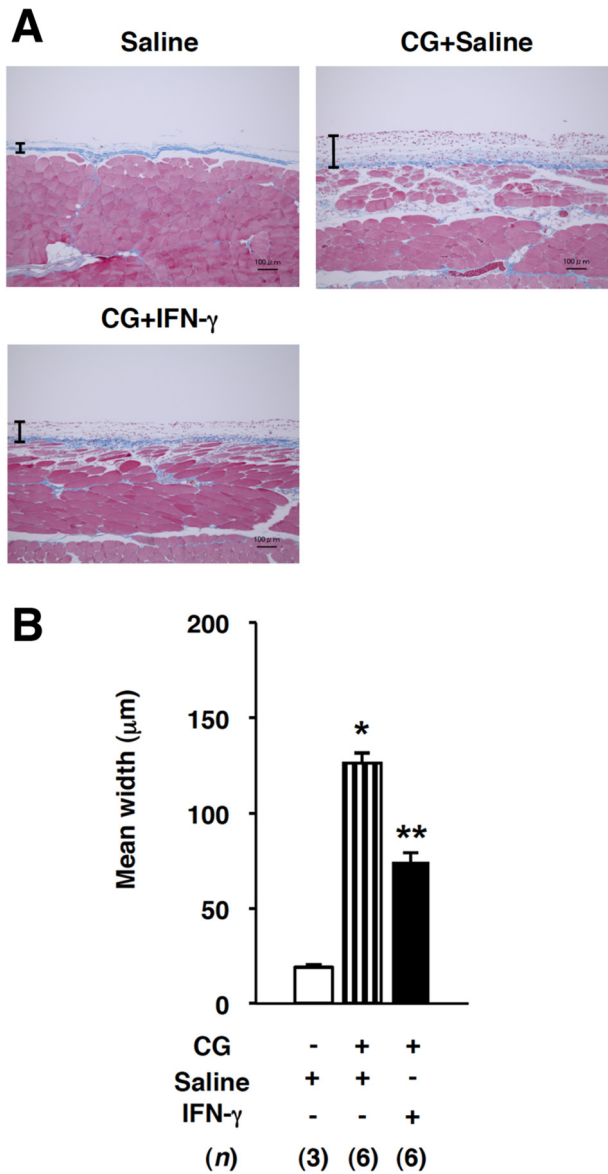 A
Saline
CG+Saline
100 μm
100 μm
CG+IFN-γ
100 μm
B
Mean width (μm)
200
150
100
50
0
*
**
CG - + +
Saline + + -
IFN-γ - - +
(n) (3) (6) (6)